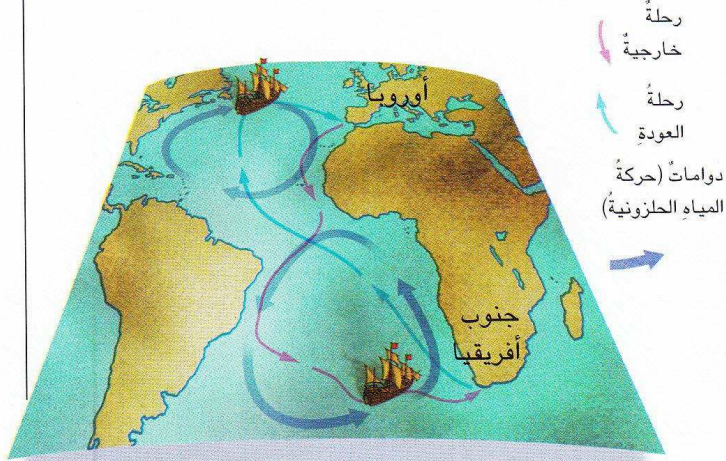 رحلةٌ
خارجيةٌ
رحلةُ
العودةِ
دواماتٌ (حركةُ
المياهِ الحلزونيةُ)
أوروبا
جنوب
أفريقيا